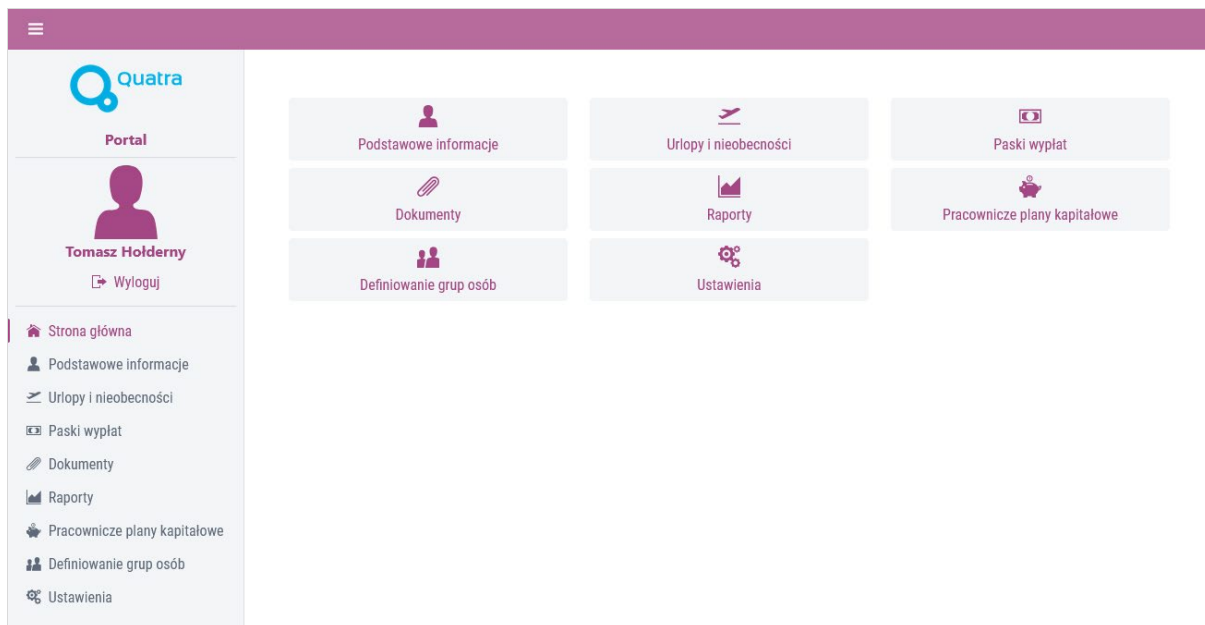 Quatra
Portal
Tomasz Hołderny
Wyloguj
Strona główna
Podstawowe informacje
Urlopy i nieobecności
Paski wypłat
Dokumenty
Raporty
Pracownicze plany kapitałowe
Definiowanie grup osób
Ustawienia
Podstawowe informacje
Urlopy i nieobecności
Paski wypłat
Dokumenty
Raporty
Pracownicze plany kapitałowe
Definiowanie grup osób
Ustawienia